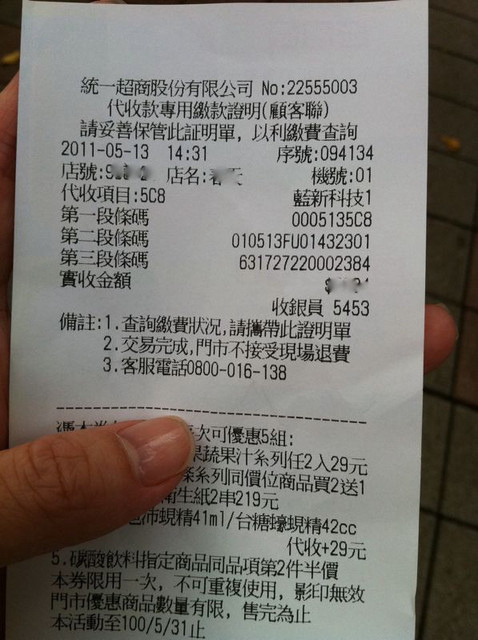 統一超商股份有限公司 No:22555003
代收款專用繳款證明(顧客聯)
請妥善保管此証明單, 以利繳費查詢
2011-05-13 14:31 序號:094134
店號: 店名: 機號:01
代收項目:5C8 藍新科技1
第一段條碼 0005135C8
第二段條碼 010513FU01432301
第三段條碼 631727220002384
實收金額
收銀員 5453
備註:1.查詢繳費狀況,請攜帶此證明單
2.交易完成,門市不接受現場退費
3.客服電話0800-016-138
次可優惠5組:
果蔬果汁系列任2入29元
系列同價位商品買2送1
衛生紙2串219元
蜆精41ml/台糖蠔蜆精42cc
代收+29元
5.碳酸飲料指定商品同品項第2件半價
本券限用一次, 不可重複使用, 影印無效
門市優惠商品數量有限, 售完為止
本活動至100/5/31止